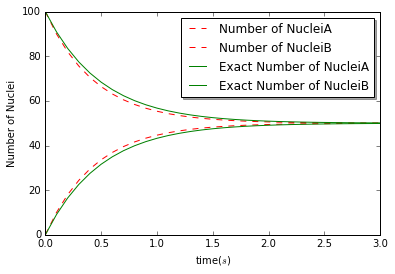 100
80
60
40
20
0
Number of Nuclei
Number of NucleiA
Number of NucleiB
Exact Number of NucleiA
Exact Number of NucleiB
0.0 0.5 1.0 1.5 2.0 2.5 3.0
time(s)